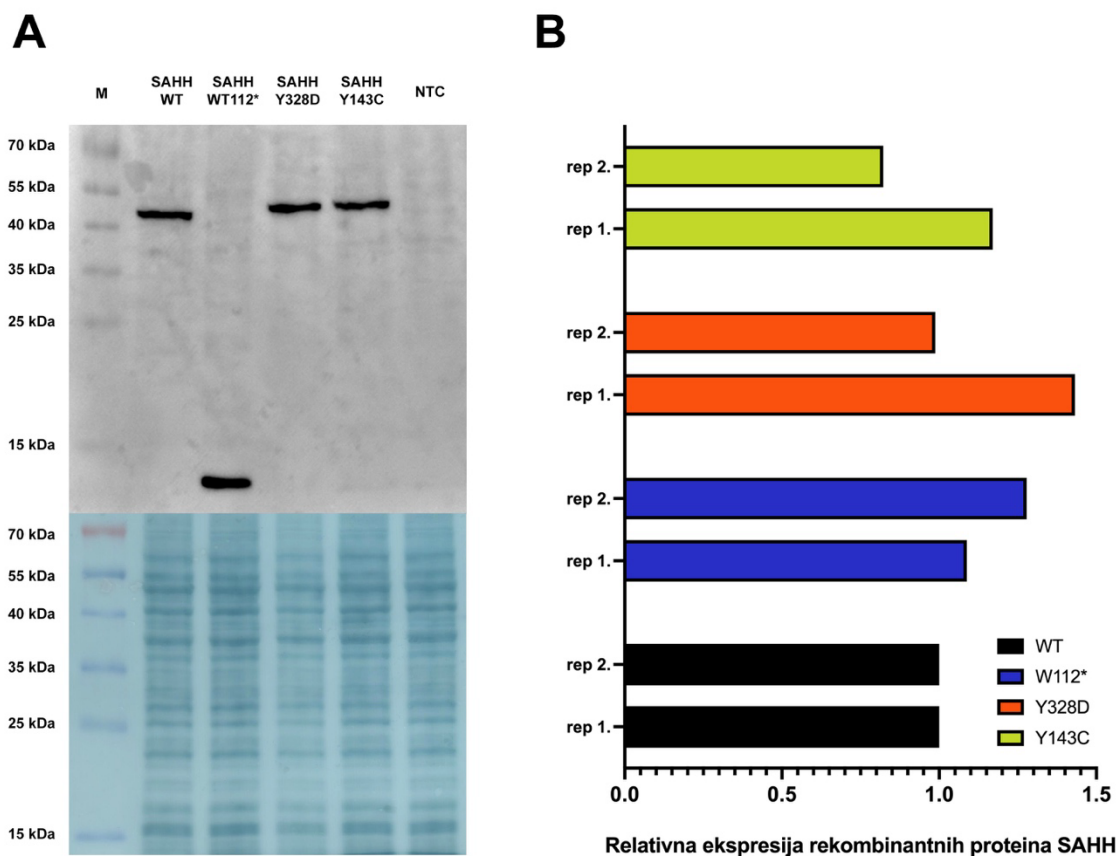 A
M
SAHH
WT
SAHH
WT112*
SAHH
Y328D
SAHH
Y143C
NTC
70 kDa
55 kDa
40 kDa
35 kDa
25 kDa
15 kDa
70 kDa
55 kDa
40 kDa
35 kDa
25 kDa
15 kDa
B
rep 2.
rep 1.
rep 2.
rep 1.
rep 2.
rep 1.
rep 2.
rep 1.
WT
W112*
Y328D
Y143C
0.0 0.5 1.0 1.5
Relativna ekspresija rekombinantnih proteina SAHH